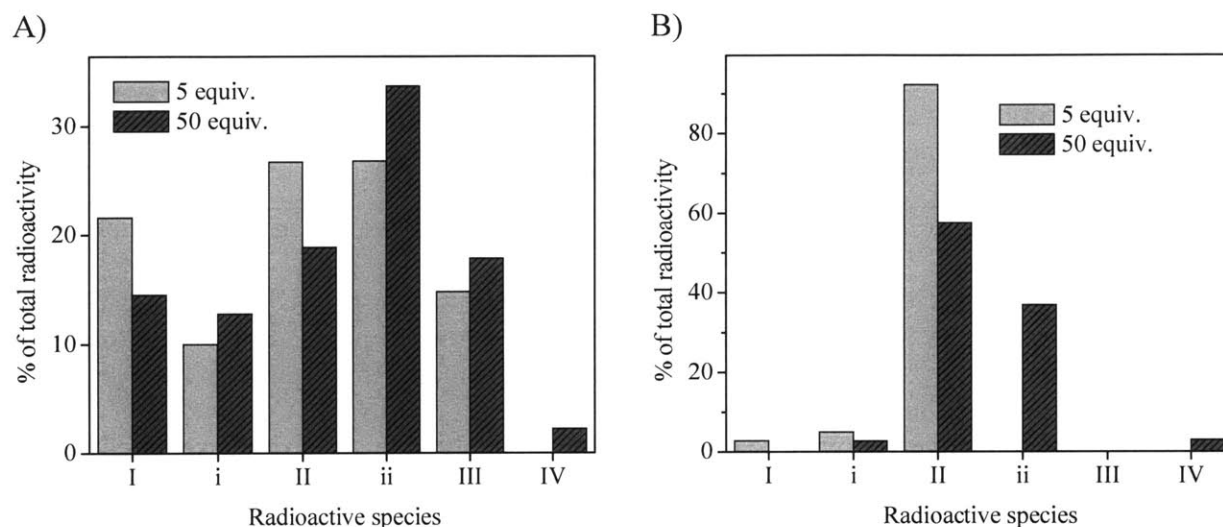 A)
% of total radioactivity
30
20
10
0
5 equiv.
50 equiv.
I i II ii III IV
Radioactive species
B)
% of total radioactivity
80
60
40
20
0
5 equiv.
50 equiv.
I i II ii III IV
Radioactive species